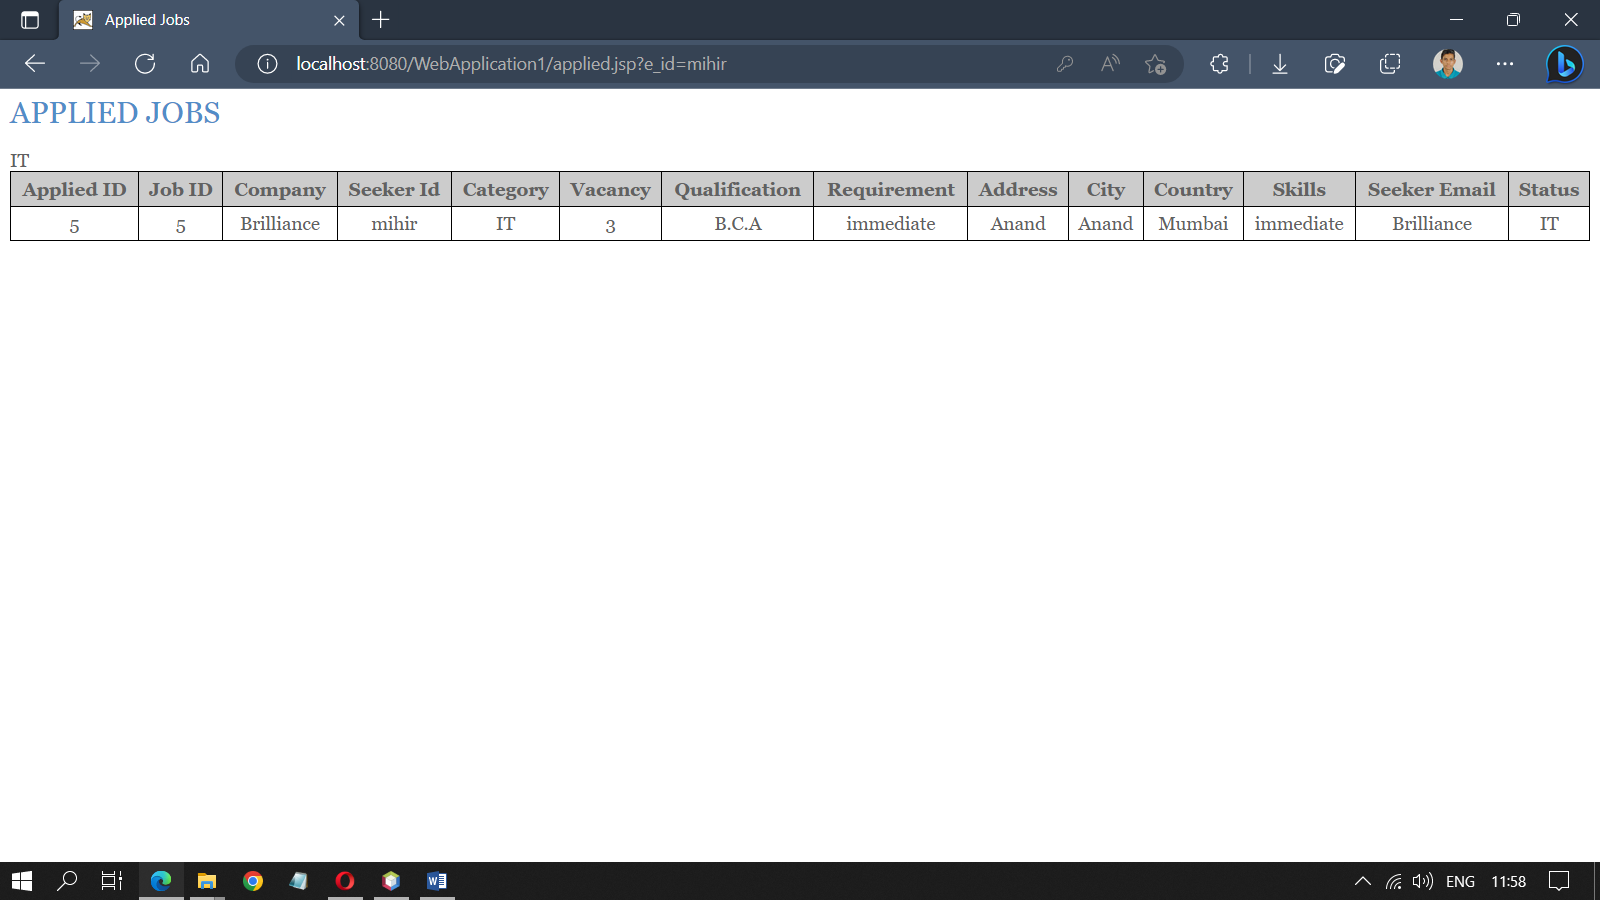 Applied Jobs
localhost:8080/WebApplication1/applied.jsp?e_id=mihir
APPLIED JOBS
IT
Applied ID Job ID Company Seeker Id Category Vacancy Qualification Requirement Address City Country Skills Seeker Email Status
5 5 Brilliance mihir IT 3 B.C.A immediate Anand Anand Mumbai immediate Brilliance IT
ENG 11:58